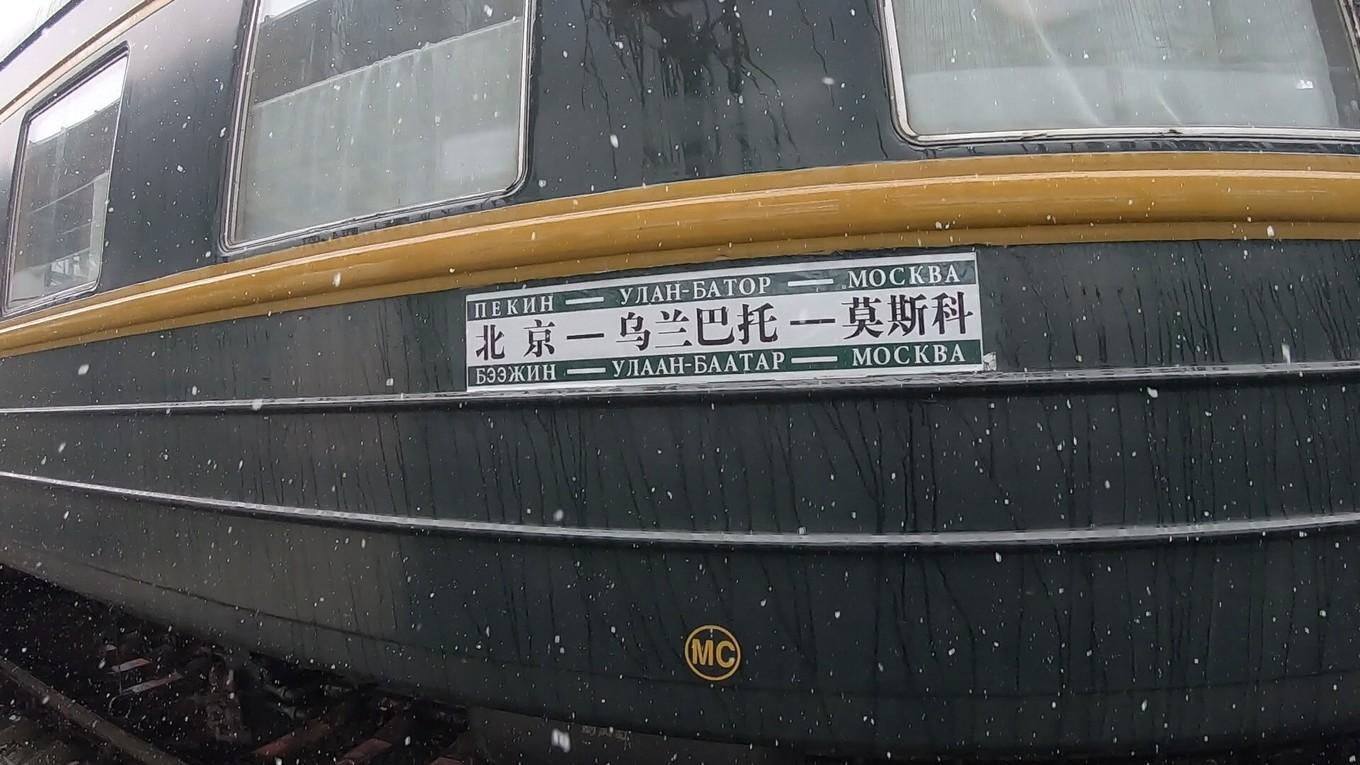 ПЕКИН — УЛАН-БАТОР — МОСКВА
北京—乌兰巴托—莫斯科
БЭЭЖИН — УЛААН-БААТАР — МОСКВА
МС